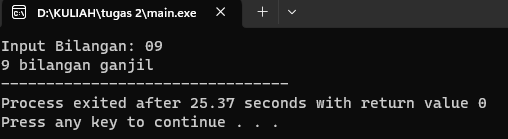 D:\KULIAH\tugas 2\main.exe
Input Bilangan: 09
9 bilangan ganjil
--------------------------------
Process exited after 25.37 seconds with return value 0
Press any key to continue . . .